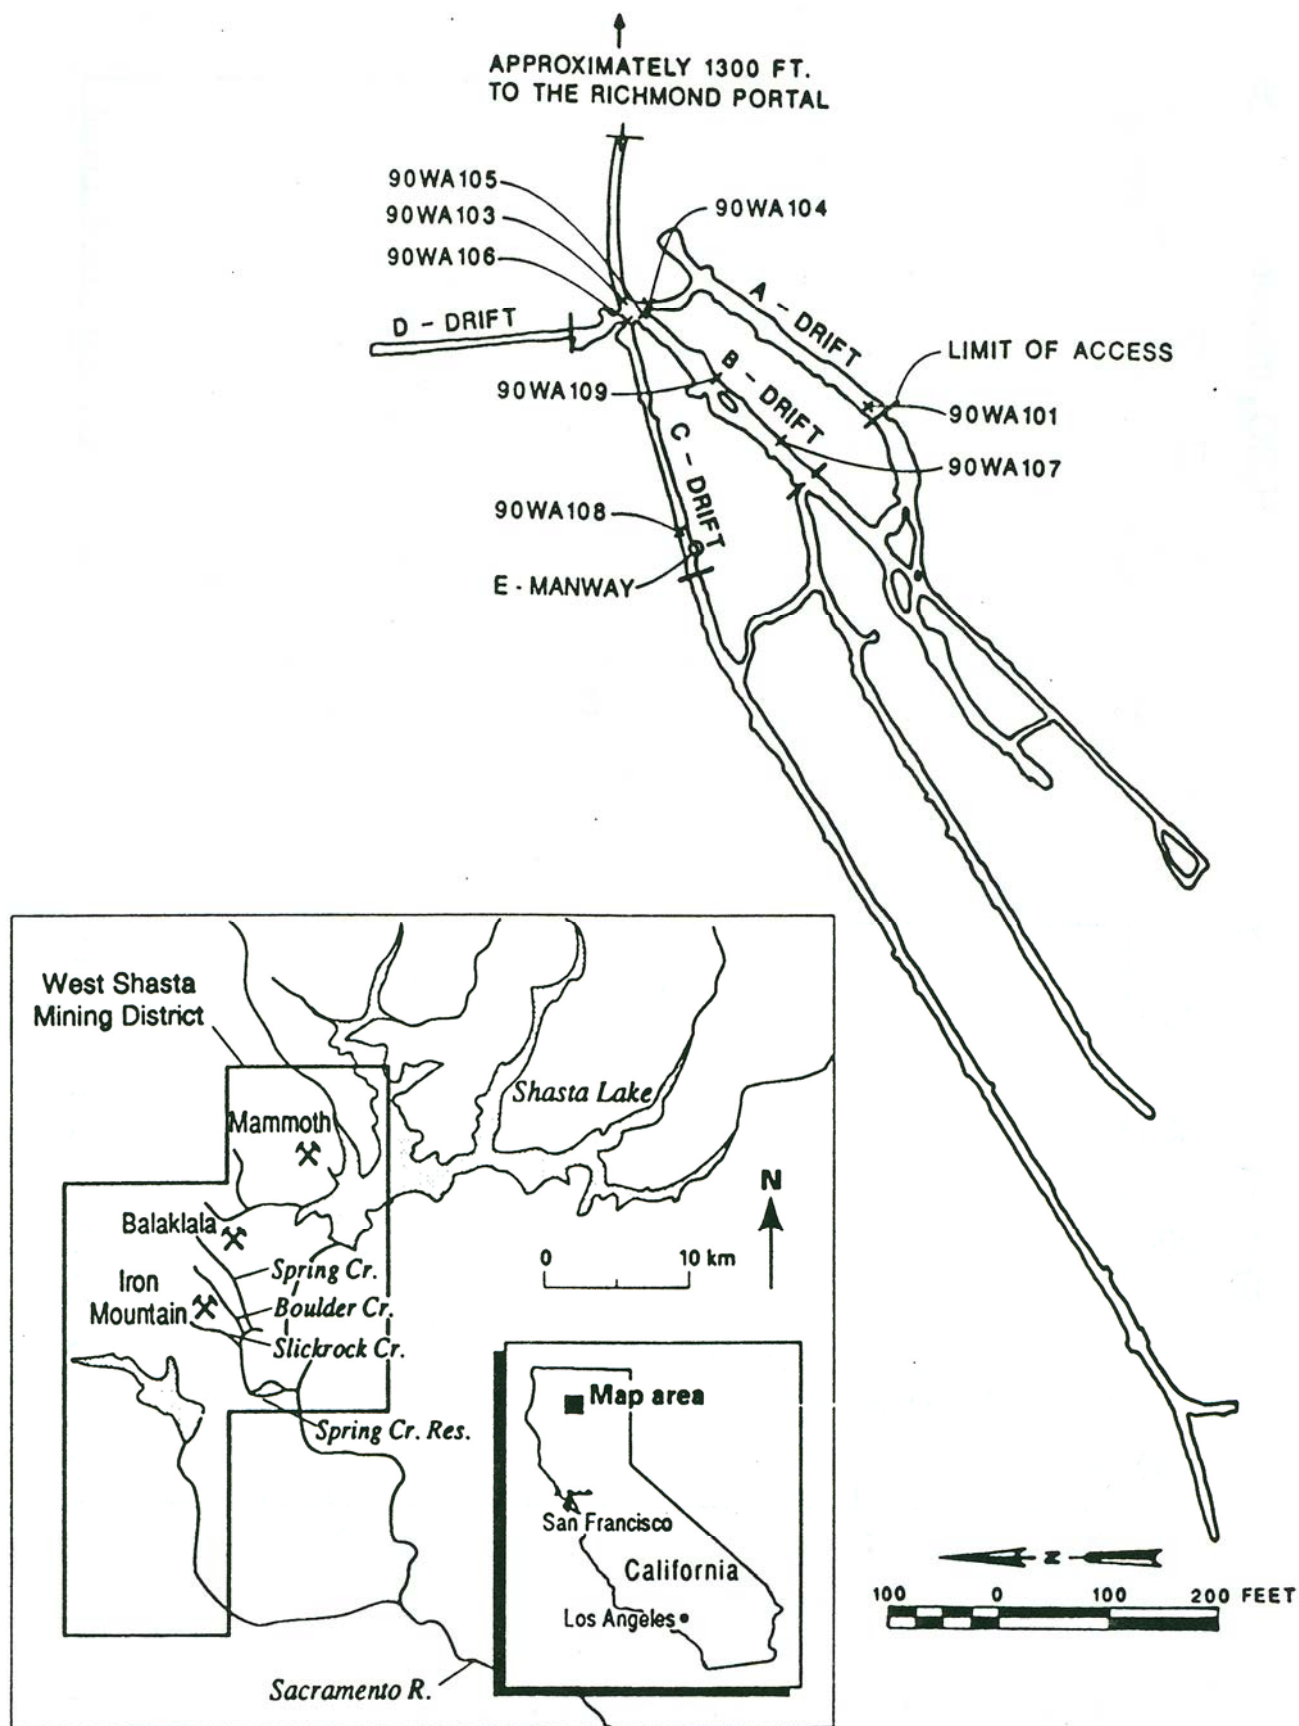 APPROXIMATELY 1300 FT.
TO THE RICHMOND PORTAL
90WA105
90WA103
90WA104
90WA106
A - DRIFT
D - DRIFT
LIMIT OF ACCESS
B - DRIFT
90WA109
90WA101
C - DRIFT
90WA107
90WA108
E - MANWAY
West Shasta
Mining District
Shasta Lake
Mammoth
N
Balaklala
0 10 km
Spring Cr.
Iron
Mountain
Boulder Cr.
Slickrock Cr.
Map area
Spring Cr. Res.
San Francisco
California
Los Angeles
Sacramento R.
N
100 0 100 200 FEET